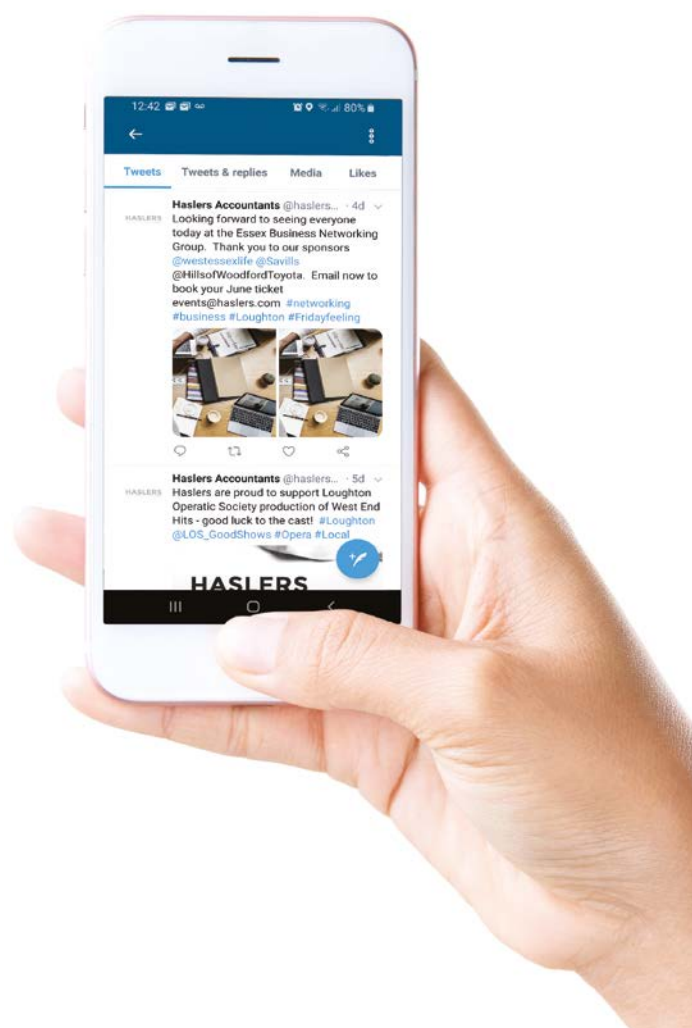 12:42 80%
Tweets Tweets & replies Media Likes
HASLERS
Haslers Accountants @haslers... · 4d
Looking forward to seeing everyone
today at the Essex Business Networking
Group. Thank you to our sponsors
@westessexlife @Savills
@HillsofWoodfordToyota. Email now to
book your June ticket
events@haslers.com #networking
#business #Loughton #Fridayfeeling
HASLERS
Haslers Accountants @haslers... · 5d
Haslers are proud to support Loughton
Operatic Society production of West End
Hits - good luck to the cast! #Loughton
@LOS_GoodShows #Opera #Local
HASLERS